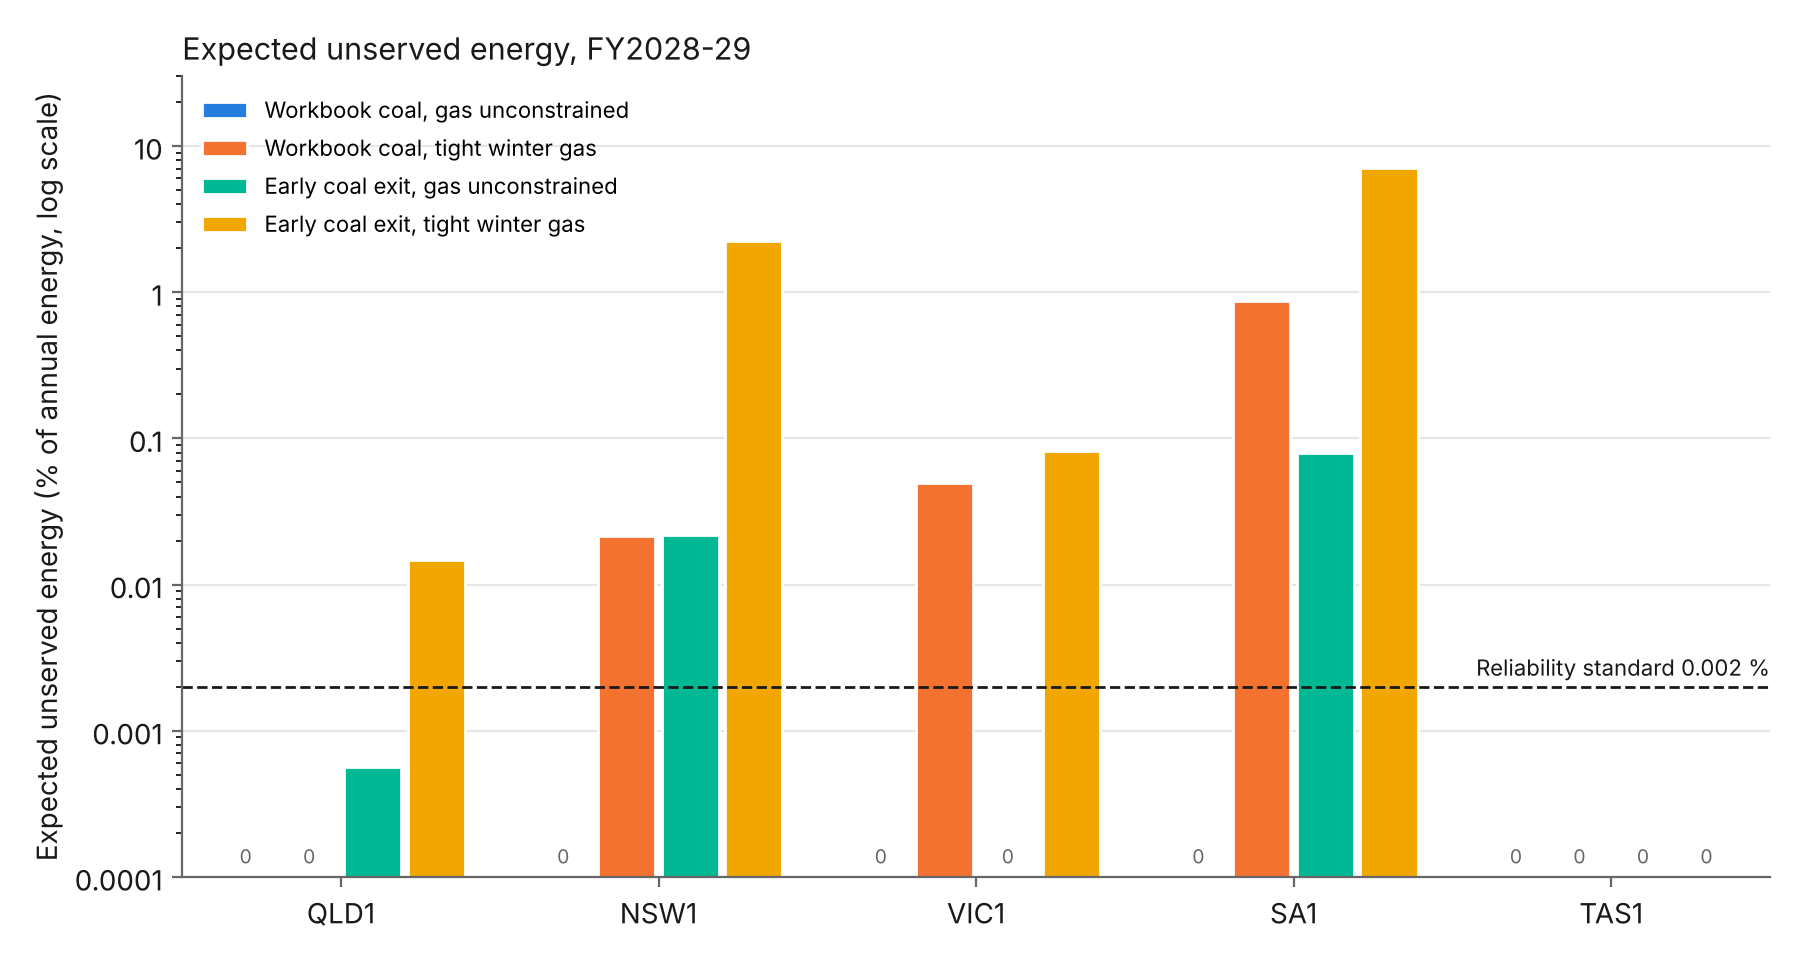 Expected unserved energy, FY2028-29
Expected unserved energy (% of annual energy, log scale)
Workbook coal, gas unconstrained
Workbook coal, tight winter gas
Early coal exit, gas unconstrained
Early coal exit, tight winter gas
10
1
0.1
0.01
0.001
0.0001
Reliability standard 0.002 %
0 0 0 0 0 0 0 0 0 0
QLD1 NSW1 VIC1 SA1 TAS1